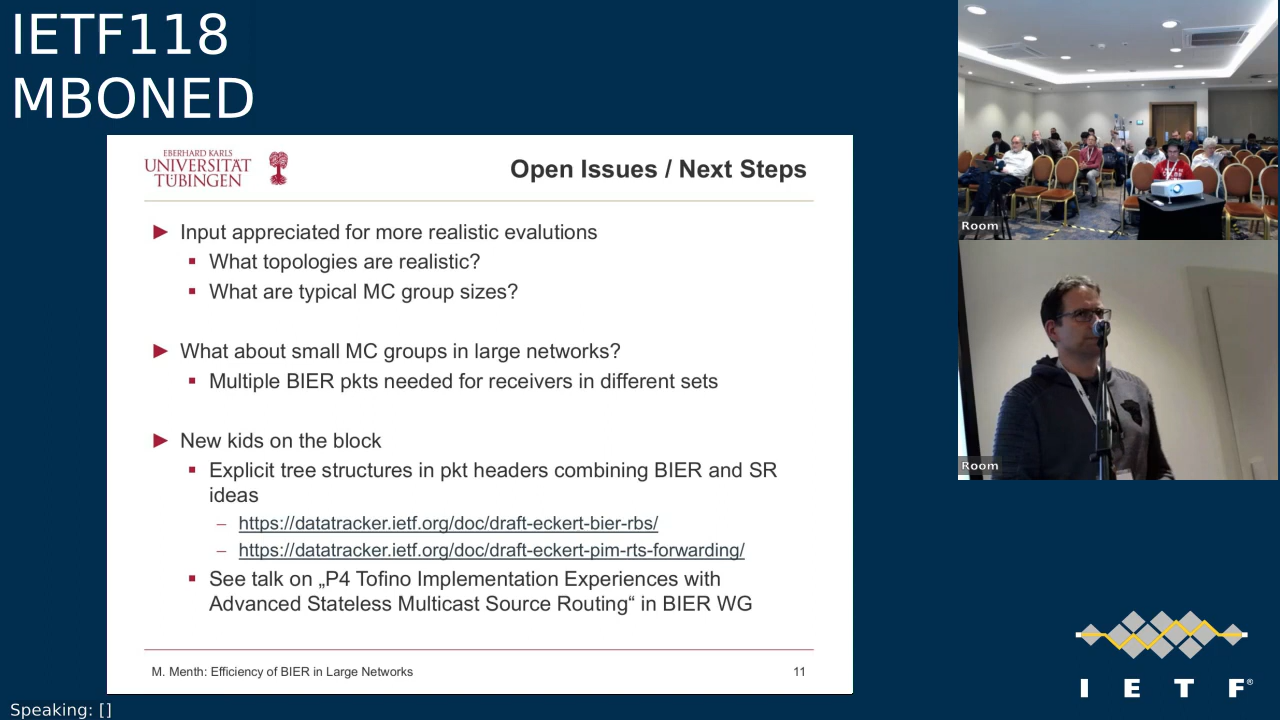 IETF118
MBONED
EBERHARD KARLS
UNIVERSITÄT
TÜBINGEN
Open Issues / Next Steps
► Input appreciated for more realistic evalutions
▪ What topologies are realistic?
▪ What are typical MC group sizes?
► What about small MC groups in large networks?
▪ Multiple BIER pkts needed for receivers in different sets
► New kids on the block
▪ Explicit tree structures in pkt headers combining BIER and SR
ideas
– https://datatracker.ietf.org/doc/draft-eckert-bier-rbs/
– https://datatracker.ietf.org/doc/draft-eckert-pim-rts-forwarding/
▪ See talk on „P4 Tofino Implementation Experiences with
Advanced Stateless Multicast Source Routing“ in BIER WG
M. Menth: Efficiency of BIER in Large Networks
11
Room
Room
I E T F®
Speaking: []